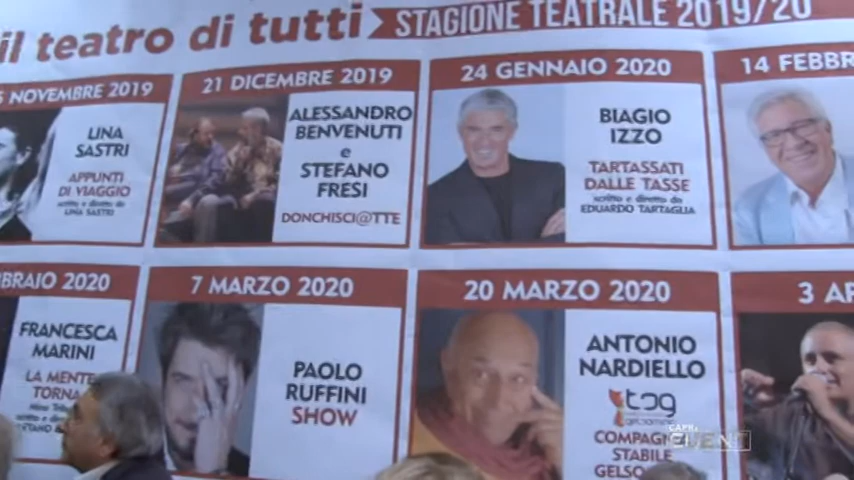 il teatro di tutti STAGIONE TEATRALE 2019/20
NOVEMBRE 2019
LINA
SASTRI
APPUNTI
DI VIAGGIO
scritto e diretto da
LINA SASTRI
21 DICEMBRE 2019
ALESSANDRO
BENVENUTI
e
STEFANO
FRESI
DONCHISCI@TTE
24 GENNAIO 2020
BIAGIO
IZZO
TARTASSATI
DALLE TASSE
scritto e diretto da
EDUARDO TARTAGLIA
14 FEBBR
BRAIO 2020
FRANCESCA
MARINI
LA MENTE
TORNA
7 MARZO 2020
PAOLO
RUFFINI
SHOW
20 MARZO 2020
ANTONIO
NARDIELLO
COMPAGN
STABILE
GELSO
3 A
CAPRI
EVENT